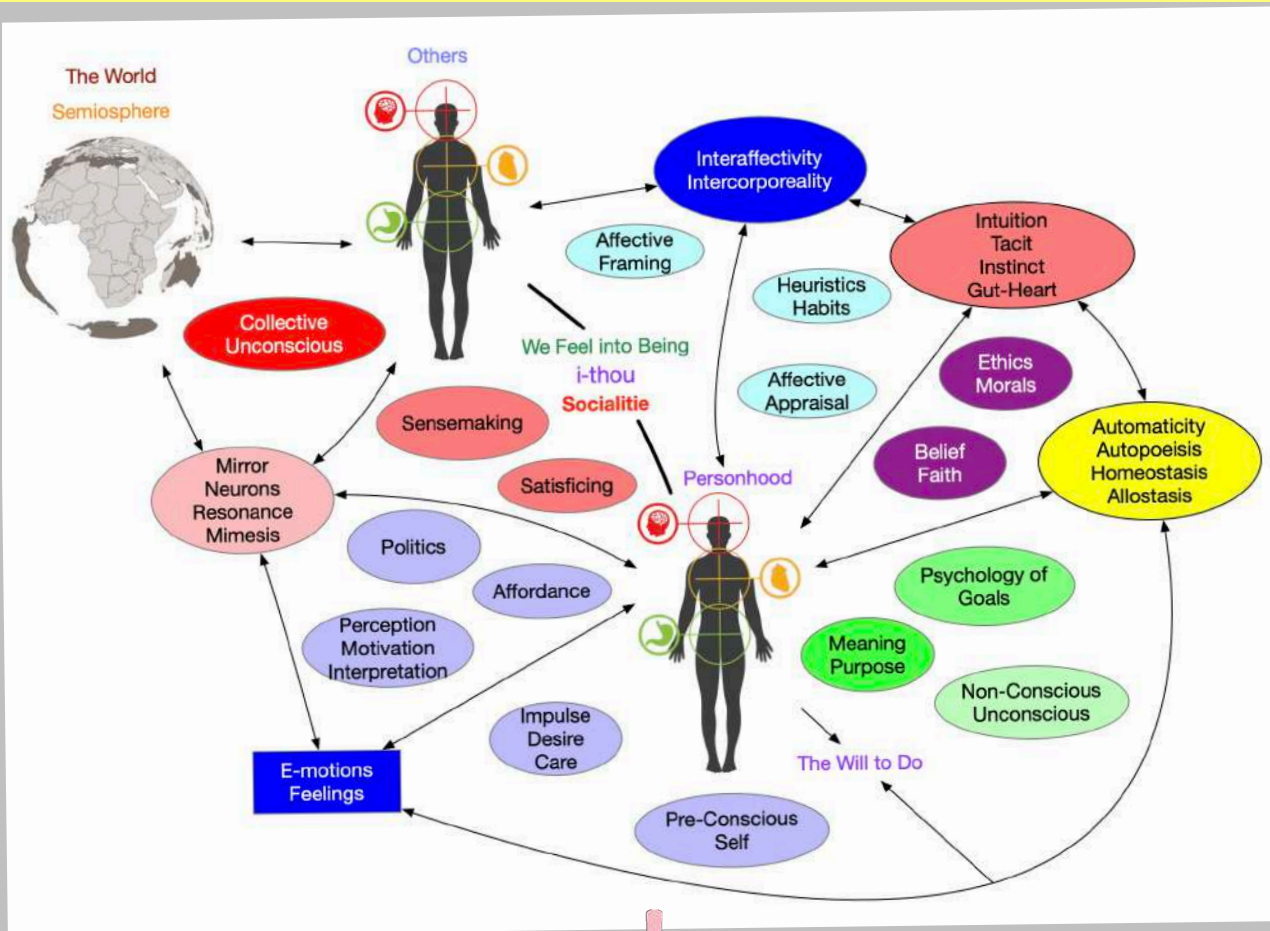 Others
The World
Semiosphere
Interaffectivity
Intercorporeality
Intuition
Tacit
Instinct
Gut-Heart
Affective
Framing
Heuristics
Habits
Collective
Unconscious
We Feel into Being
i-thou
Socialitie
Ethics
Morals
Affective
Appraisal
Sensemaking
Automaticity
Autopoeisis
Homeostasis
Allostasis
Belief
Faith
Mirror
Neurons
Resonance
Mimesis
Satisficing
Personhood
Politics
Affordance
Psychology of
Goals
Perception
Motivation
Interpretation
Meaning
Purpose
Non-Conscious
Unconscious
Impulse
Desire
Care
The Will to Do
E-motions
Feelings
Pre-Conscious
Self